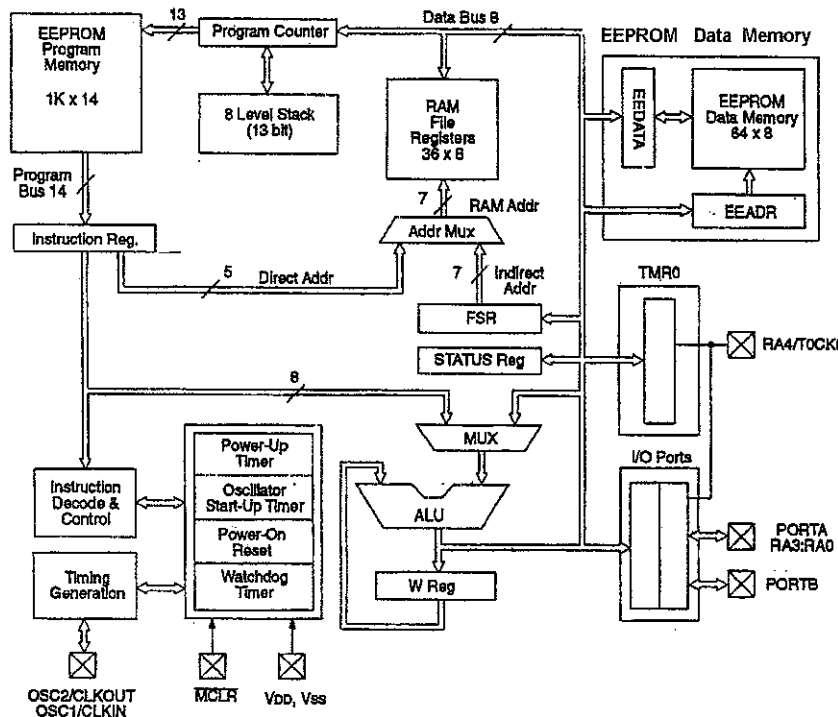 EEPROM
Program
Memory
1K x 14
13
Program Counter
Data Bus 8
8 Level Stack
(13 bit)
RAM
File
Registers
36 x 8
EEPROM Data Memory
EEDATA
EEPROM
Data Memory
64 x 8
EEADR
Program
Bus 14
7
RAM Addr
Addr Mux
Instruction Reg.
5
Direct Addr
7
Indirect
Addr
FSR
STATUS Reg
TMR0
RA4/T0CKI
8
MUX
ALU
W Reg
Power-Up
Timer
Oscillator
Start-Up Timer
Power-On
Reset
Watchdog
Timer
Instruction
Decode &
Control
Timing
Generation
I/O Ports
PORTA
RA3:RA0
PORTB
OSC2/CLKOUT
OSC1/CLKIN
MCLR
VDD, VSS